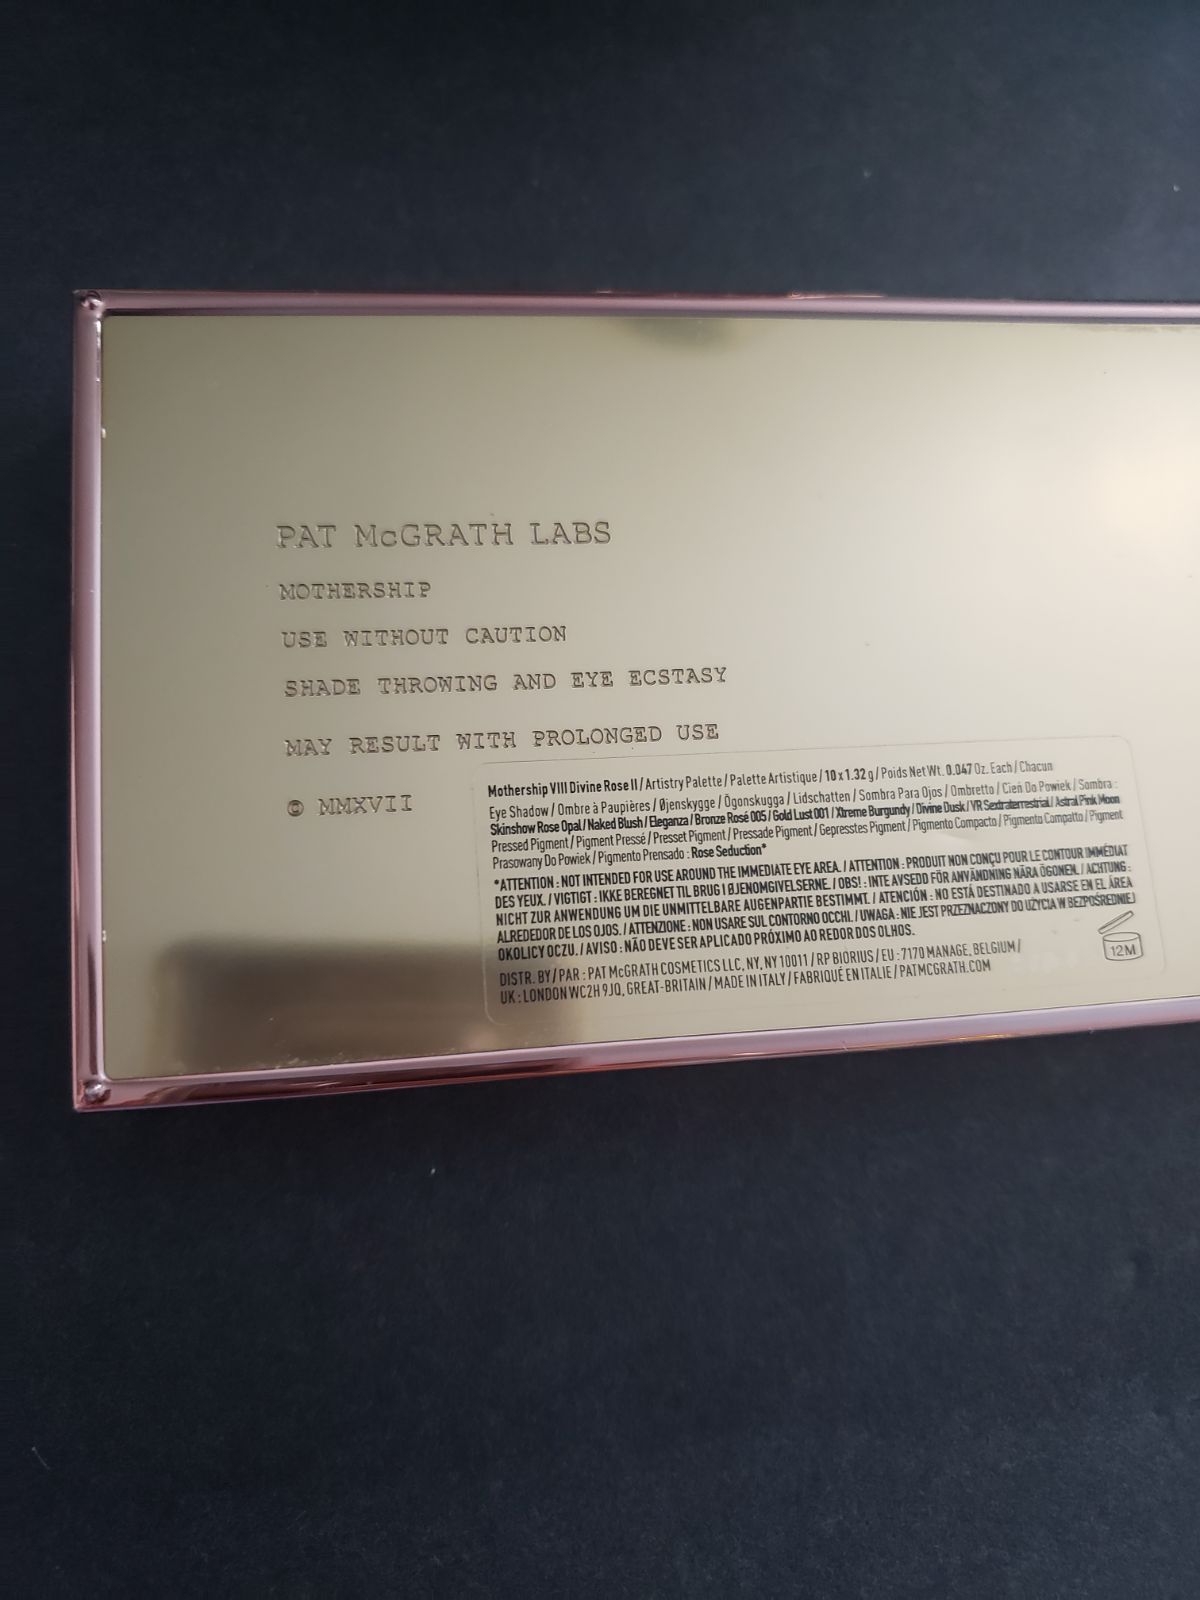 PAT McGRATH LABS
MOTHERSHIP
USE WITHOUT CAUTION
SHADE THROWING AND EYE ECSTASY
MAY RESULT WITH PROLONGED USE
© MMXVII
Mothership VIII Divine Rose II / Artistry Palette / Palette Artistique / 10 x 1.32 g / Poids Net Wt. 0.047 Oz. Each / Chacun
Eye Shadow / Ombre à Paupières / Øjenskygge / Ögonskugga / Lidschatten / Sombra Para Ojos / Ombretto / Cień Do Powiek / Sombra :
Skinshow Rose Opal / Naked Blush / Eleganza / Bronze Rosé 005 / Gold Lust 001 / Xtreme Burgundy / Divine Dusk / VR Sextraterrestrial / Astral Pink Moon
Pressed Pigment / Pigment Pressé / Presset Pigment / Pressade Pigment / Gepresstes Pigment / Pigmento Compacto / Pigmento Compatto / Pigment
Prasowany Do Powiek / Pigmento Prensado : Rose Seduction*
*ATTENTION : NOT INTENDED FOR USE AROUND THE IMMEDIATE EYE AREA. / ATTENTION : PRODUIT NON CONÇU POUR LE CONTOUR IMMÉDIAT
DES YEUX. / VIGTIGT : IKKE BEREGNET TIL BRUG I ØJENOMGIVELSERNE. / OBS! : INTE AVSEDD FÖR ANVÄNDNING NÄRA ÖGONEN. / ACHTUNG :
NICHT ZUR ANWENDUNG UM DIE UNMITTELBARE AUGENPARTIE BESTIMMT. / ATENCIÓN : NO ESTÁ DESTINADO A USARSE EN EL ÁREA
ALREDEDOR DE LOS OJOS. / ATTENZIONE : NON USARE SUL CONTORNO OCCHI. / UWAGA : NIE JEST PRZEZNACZONY DO UŻYCIA W BEZPOŚREDNIEJ
OKOLICY OCZU. / AVISO : NÃO DEVE SER APLICADO PRÓXIMO AO REDOR DOS OLHOS.
DISTR. BY / PAR : PAT McGRATH COSMETICS LLC, NY, NY 10011 / RP BIORIUS / EU : 7170 MANAGE, BELGIUM /
UK : LONDON WC2H 9JQ, GREAT-BRITAIN / MADE IN ITALY / FABRIQUÉ EN ITALIE / PATMCGRATH.COM
12M